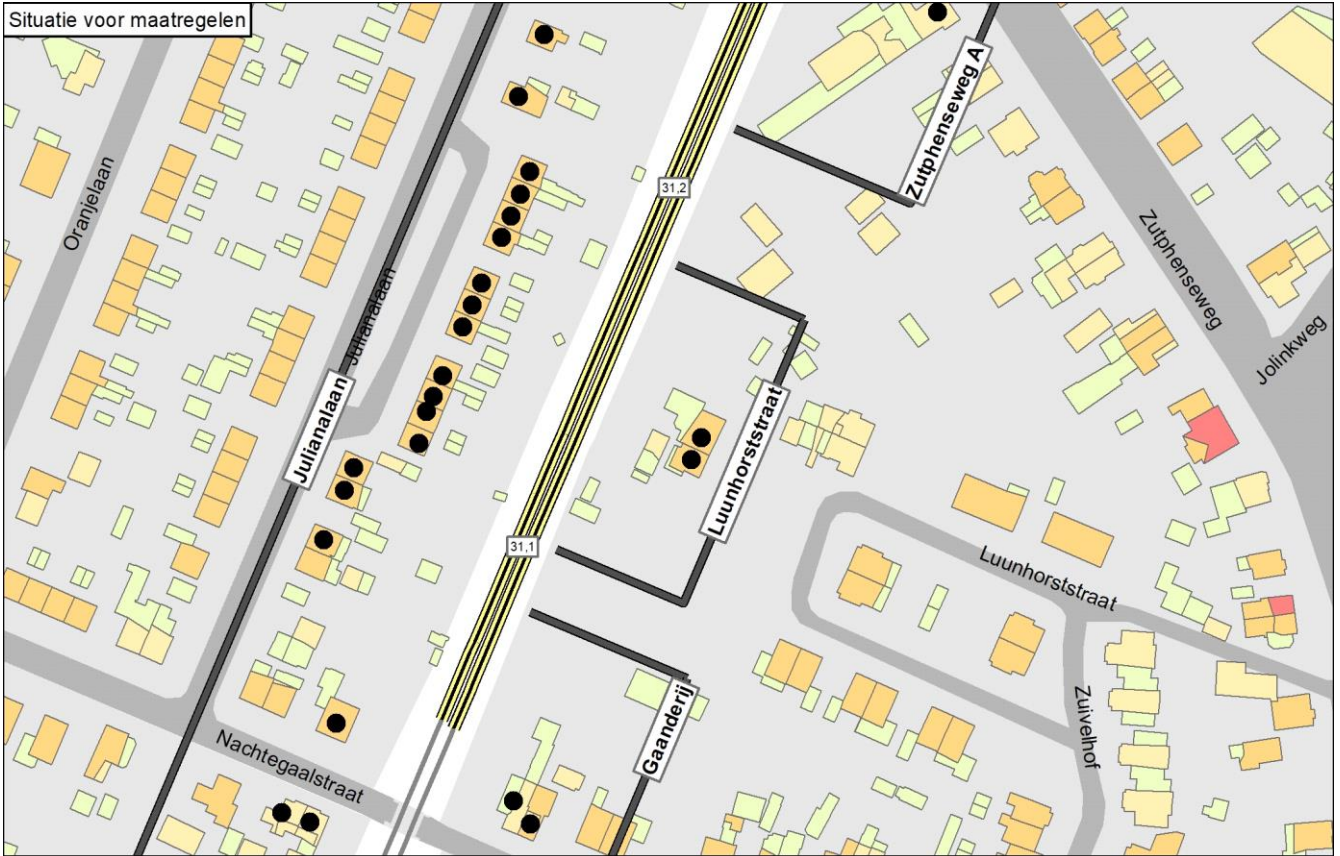 Situatie voor maatregelen
Zutphenseweg A
Oranjelaan
31,2
Zutphenseweg
Julianalaan
Jolinkweg
Julianalaan
Luunhorststraat
31,1
Luunhorststraat
Gaanderij
Zuivelhof
Nachtegaalstraat